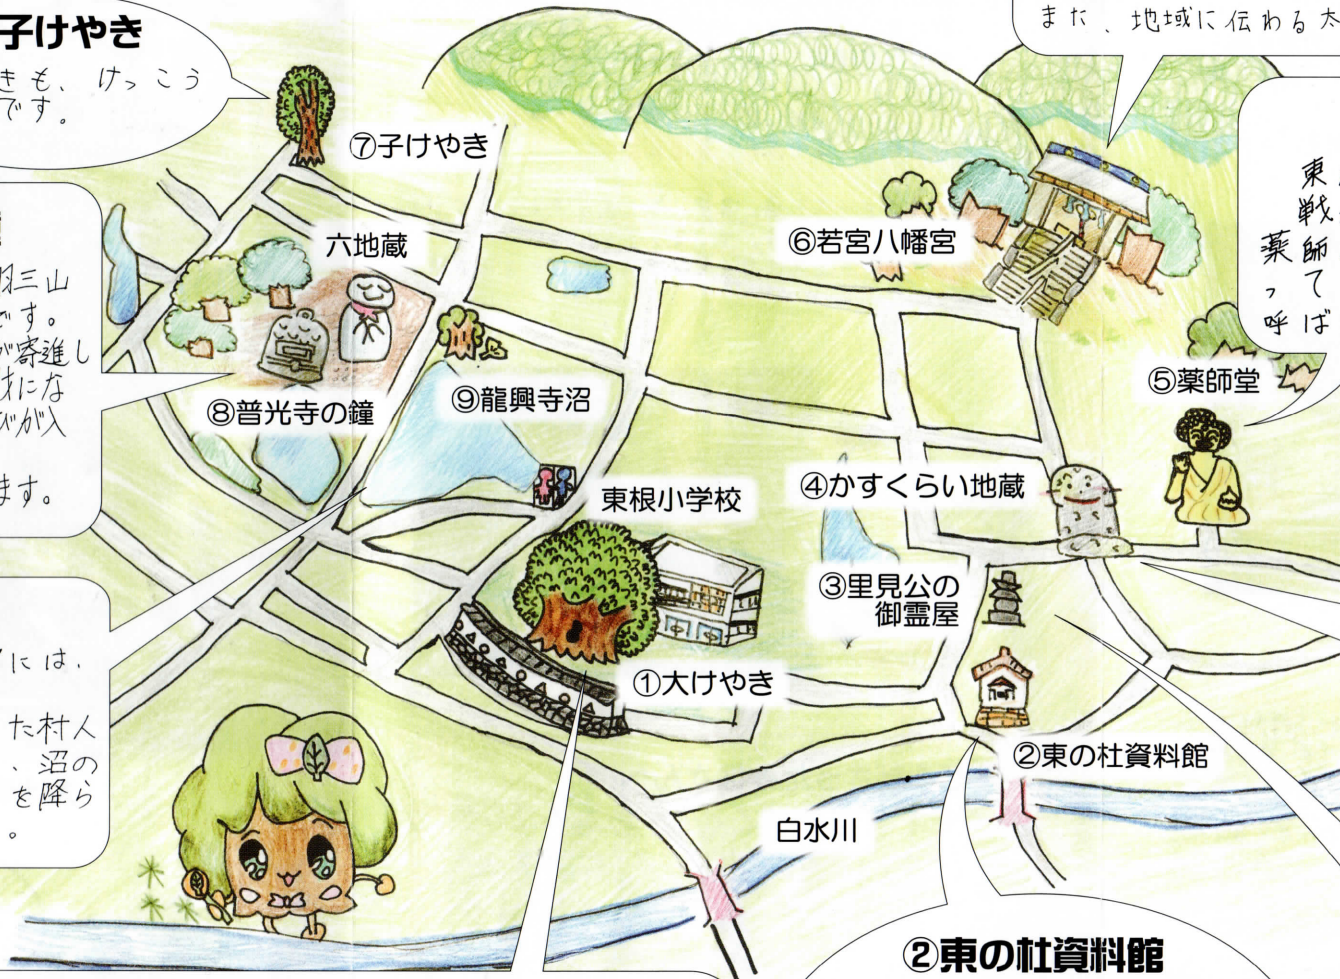 子けやき
きも、けっこう
です。
また、地域に伝わる太
⑦子けやき
六地蔵
⑥若宮八幡宮
東
戦
師
薬
て
っ
ば
呼
羽三山
です。
が寄進し
材にな
びが入
ます。
⑤薬師堂
⑧普光寺の鐘
⑨龍興寺沼
④かすくらい地蔵
東根小学校
③里見公の
御霊屋
①大けやき
には、
た村人
、沼の
を降ら
。
②東の杜資料館
白水川
②東の杜資料館